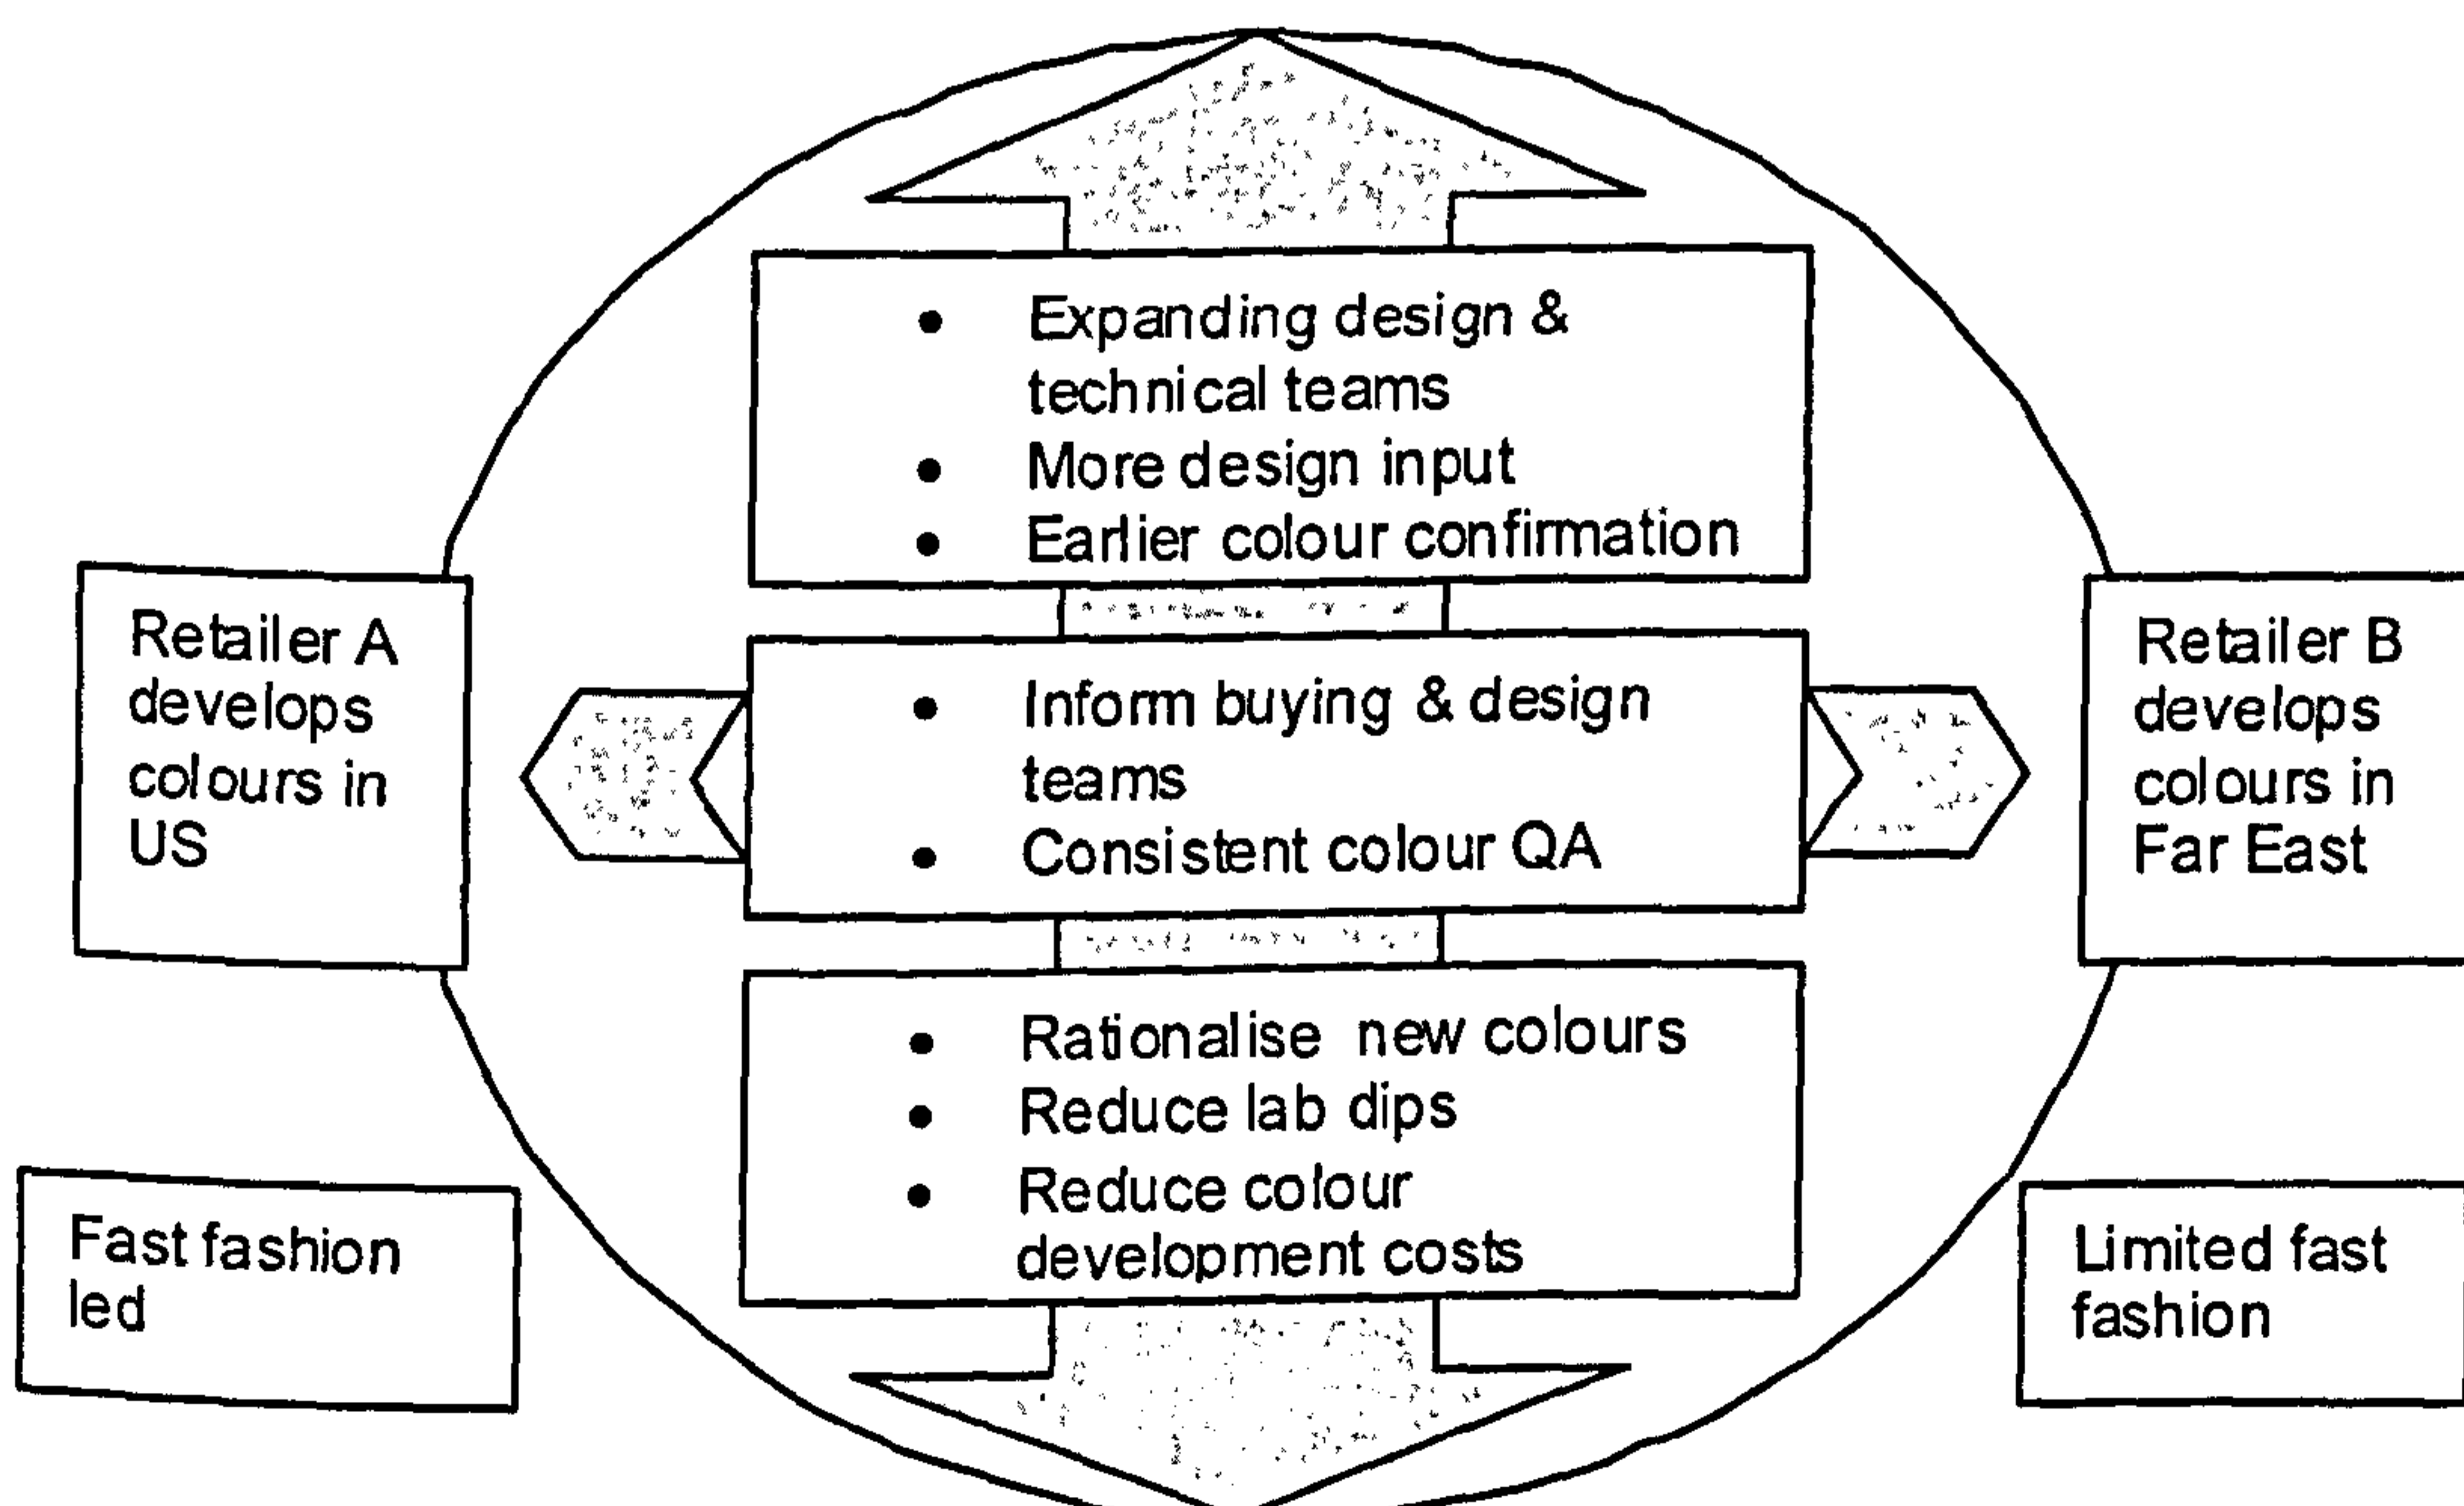 • Expanding design &
technical teams
• More design input
• Earlier colour confirmation
Retailer A
develops
colours in
US
• Inform buying & design
teams
• Consistent colour QA
Retailer B
develops
colours in
Far East
• Rationalise new colours
• Reduce lab dips
• Reduce colour
development costs
Fast fashion
led
Limited fast
fashion